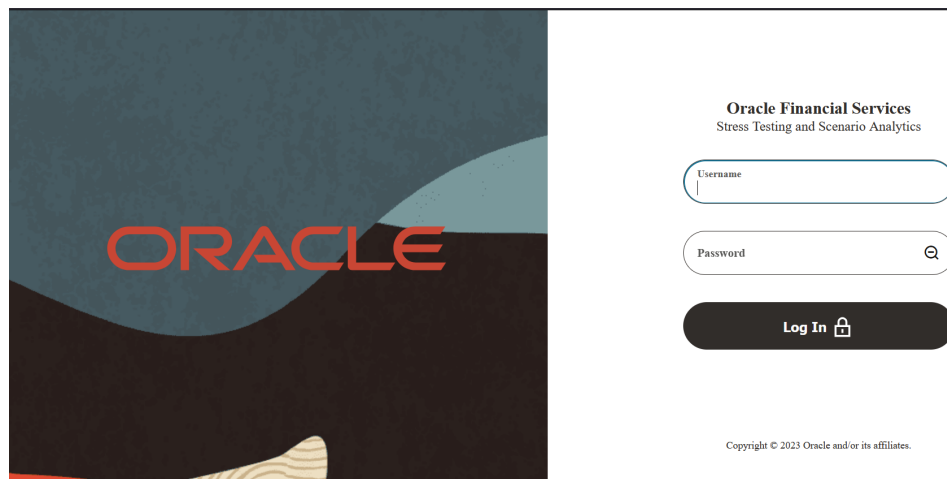 ORACLE
Oracle Financial Services
Stress Testing and Scenario Analytics
Username
Password
Log In
Copyright © 2023 Oracle and/or its affiliates.